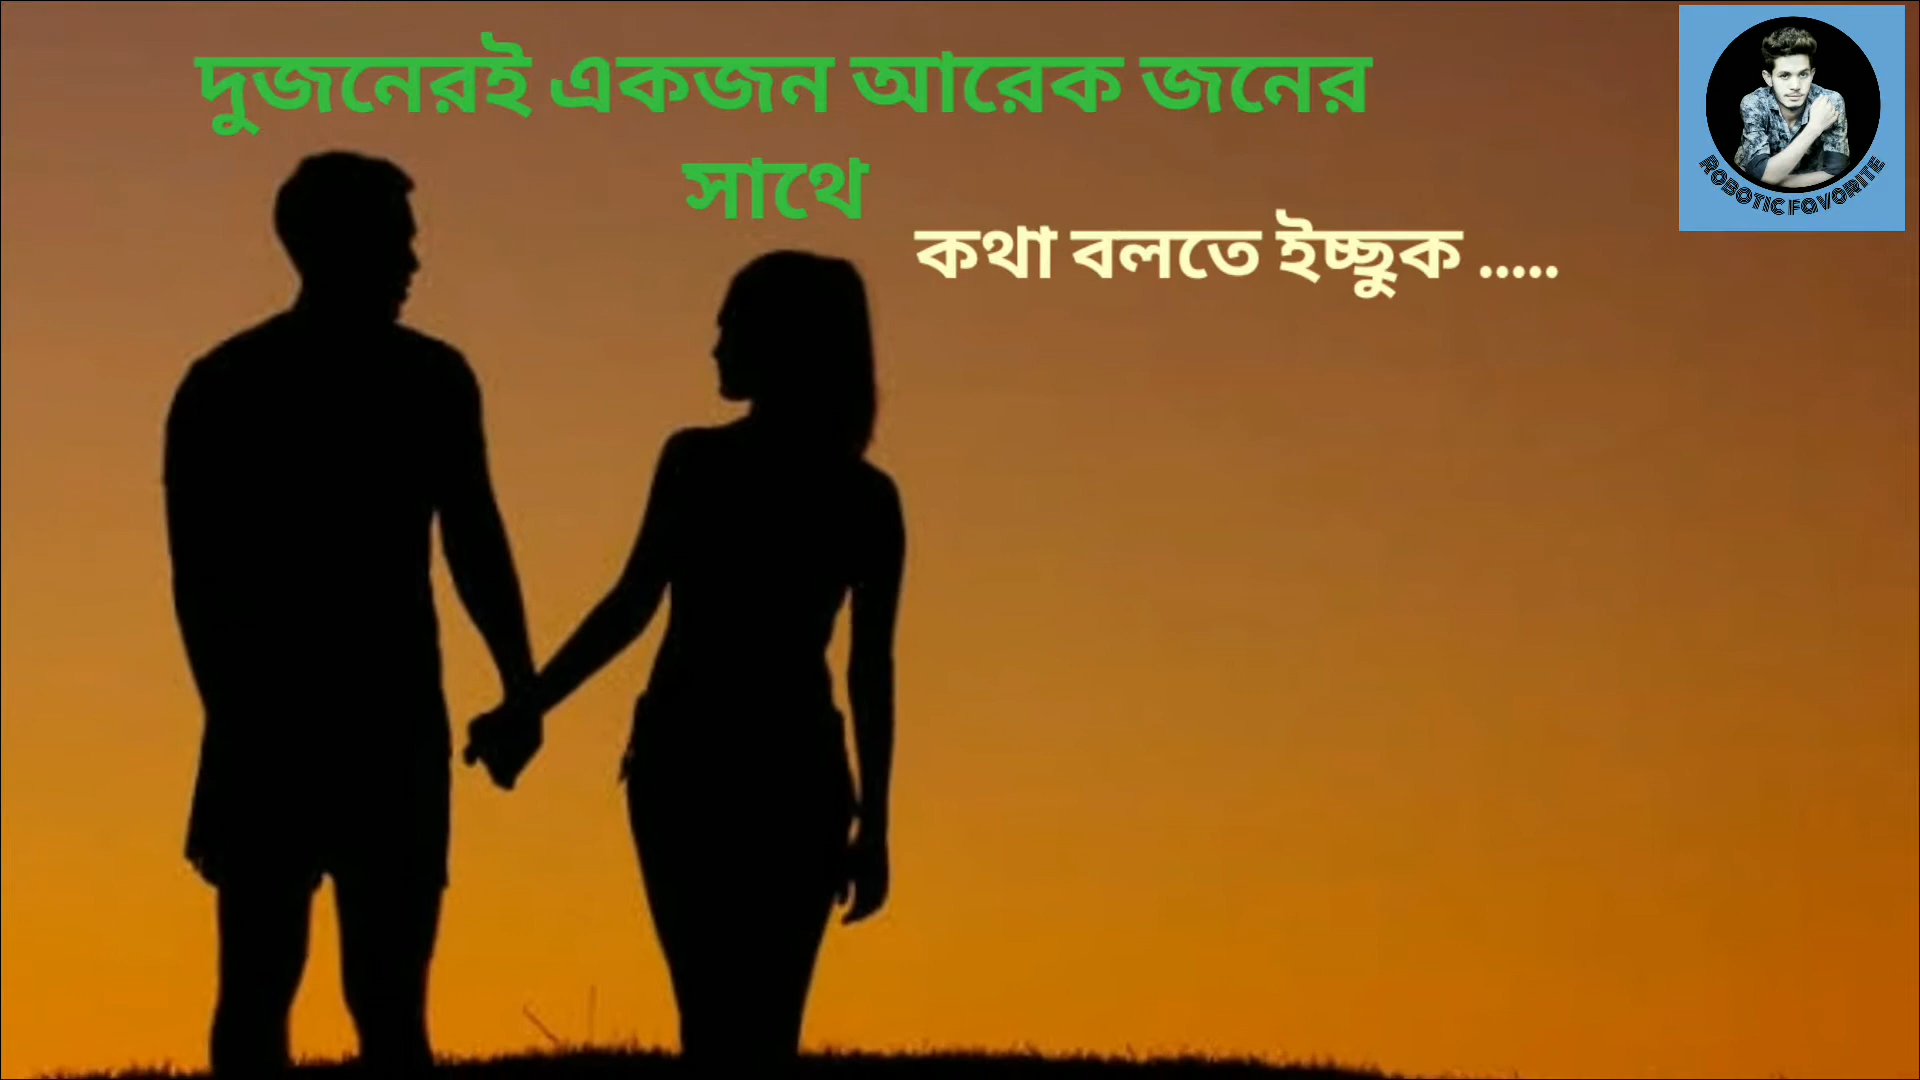 দুজনেরই একজন আরেক জনের
সাথে
কথা বলতে ইচ্ছুক .....
ROBOTIC FAVORITE